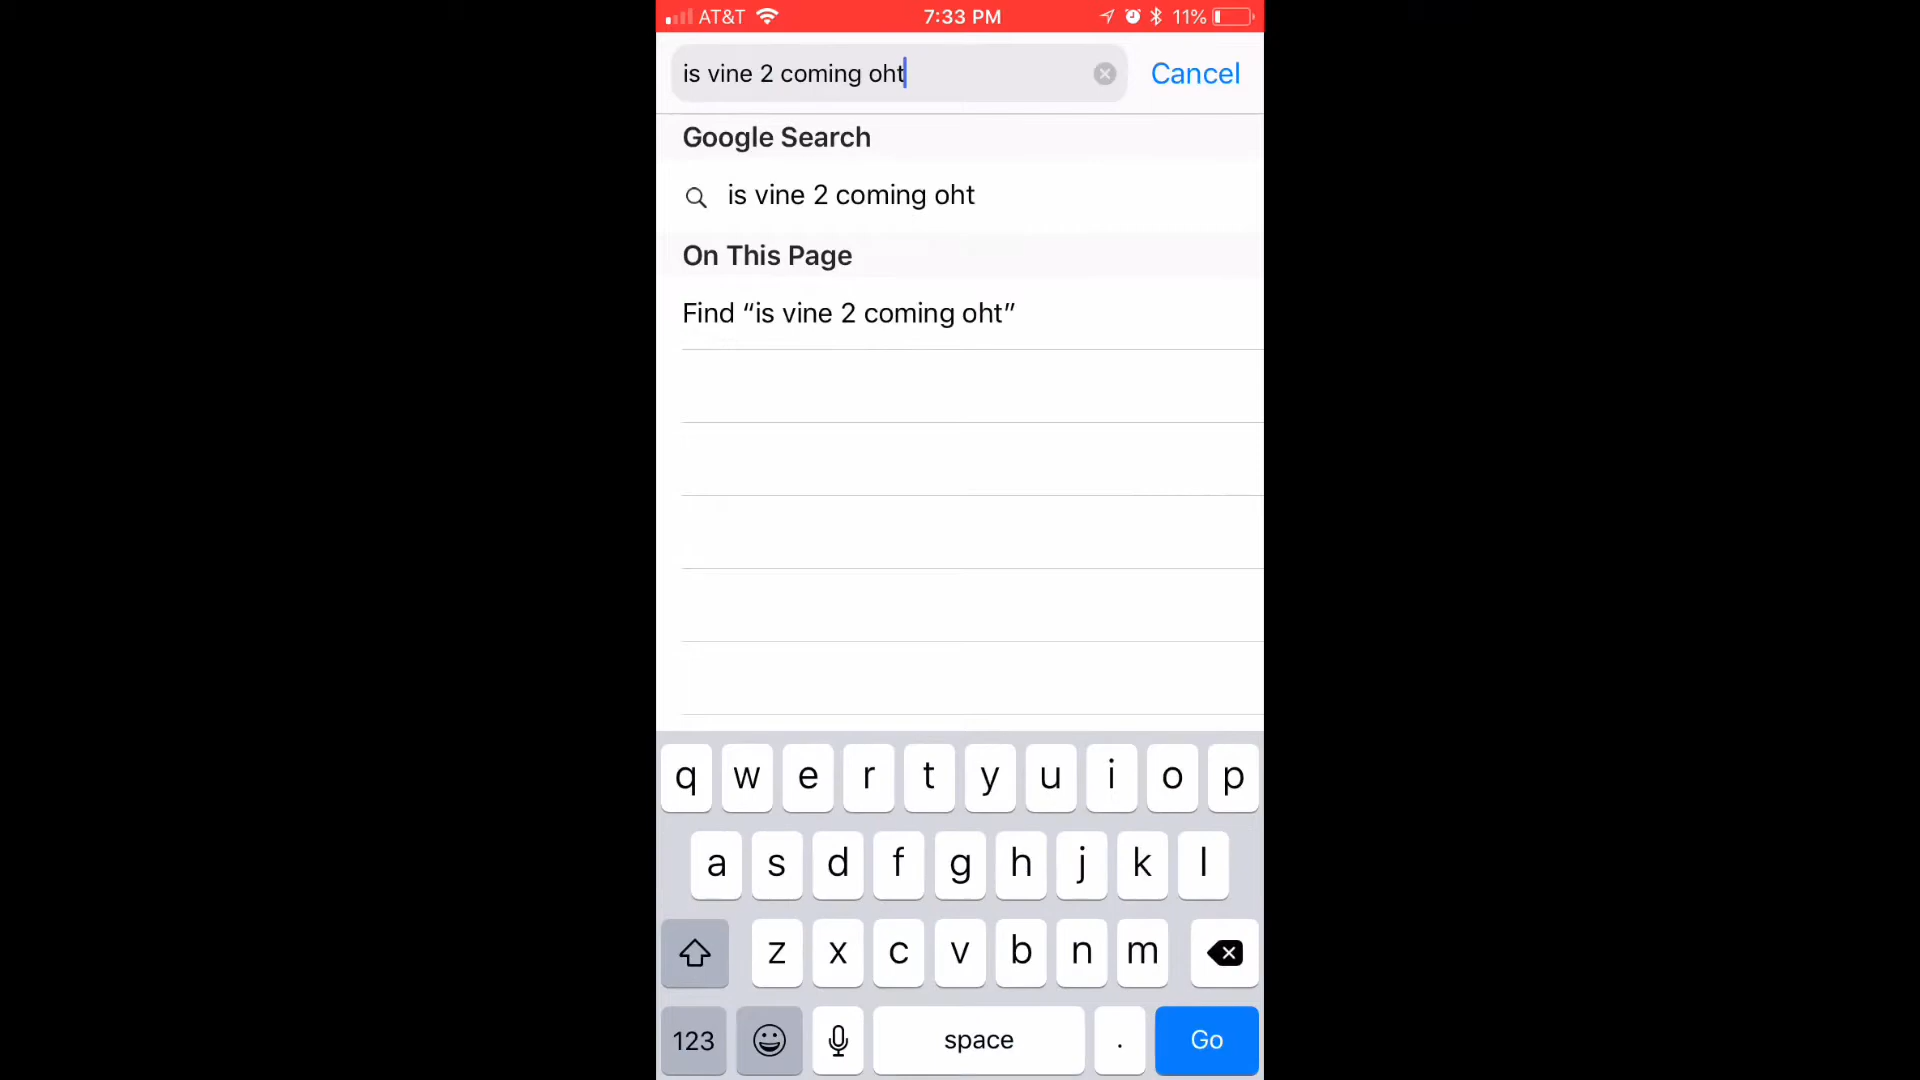 AT&T 7:33 PM 11%
is vine 2 coming oht Cancel
Google Search
is vine 2 coming oht
On This Page
Find “is vine 2 coming oht”
q w e r t y u i o p
a s d f g h j k l
z x c v b n m
123 space . Go